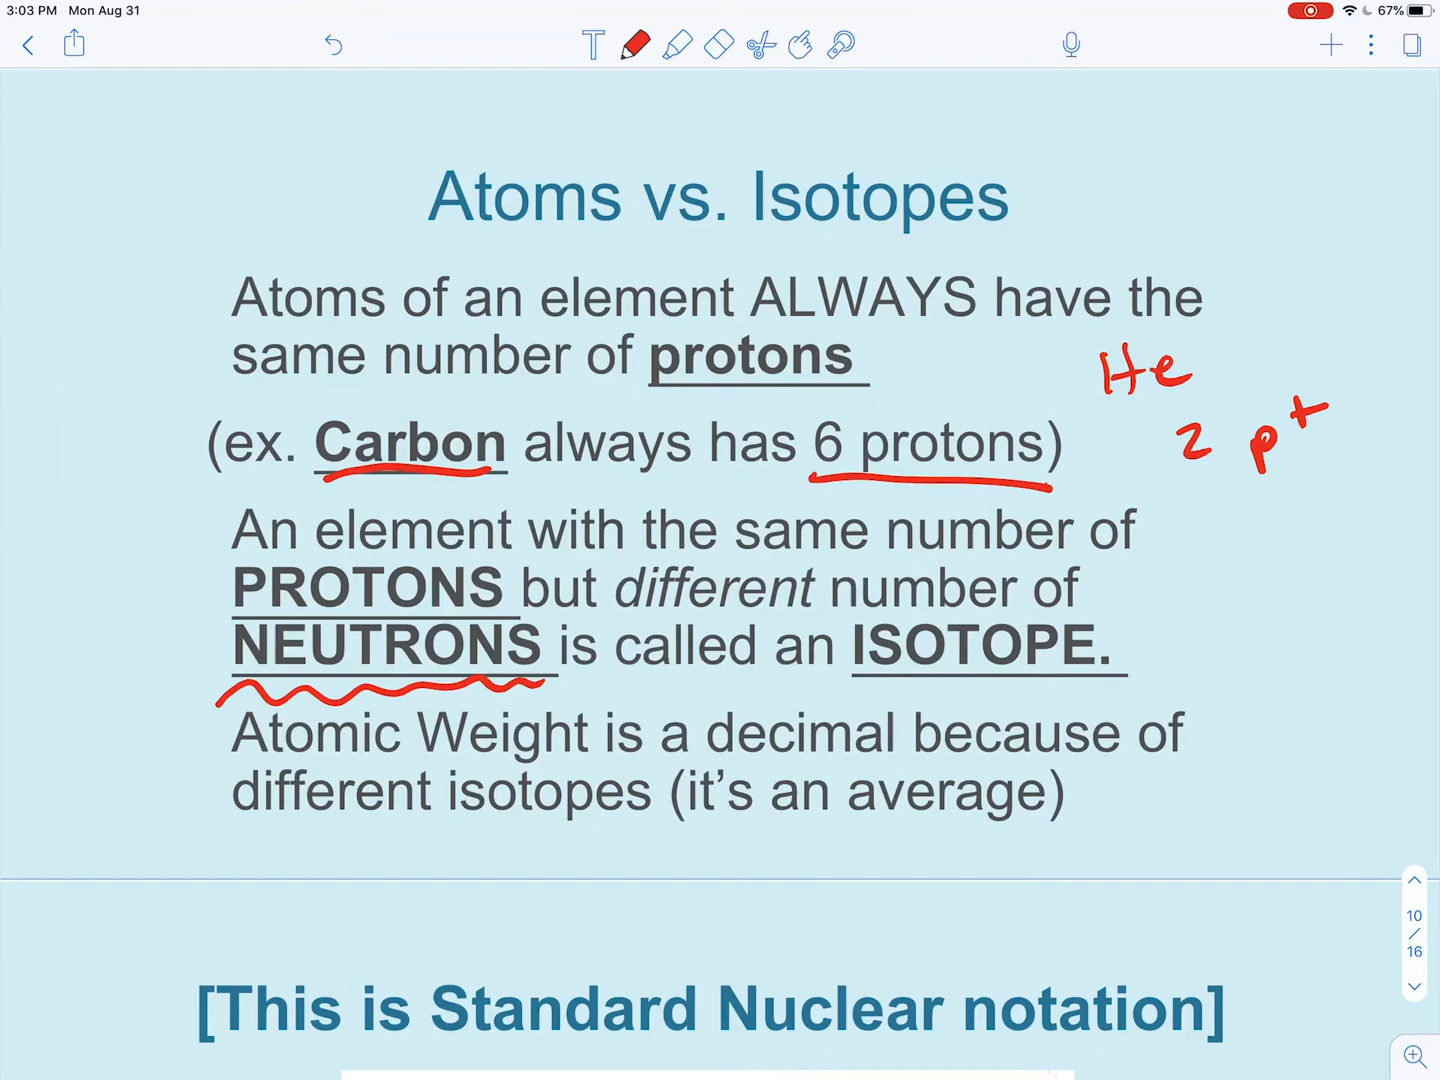 3:03 PM Mon Aug 31
67%
T
Atoms vs. Isotopes
Atoms of an element ALWAYS have the
same number of protons
He
(ex. Carbon always has 6 protons)
2 p+
An element with the same number of
PROTONS but different number of
NEUTRONS is called an ISOTOPE.
Atomic Weight is a decimal because of
different isotopes (it’s an average)
10
/
16
[This is Standard Nuclear notation]